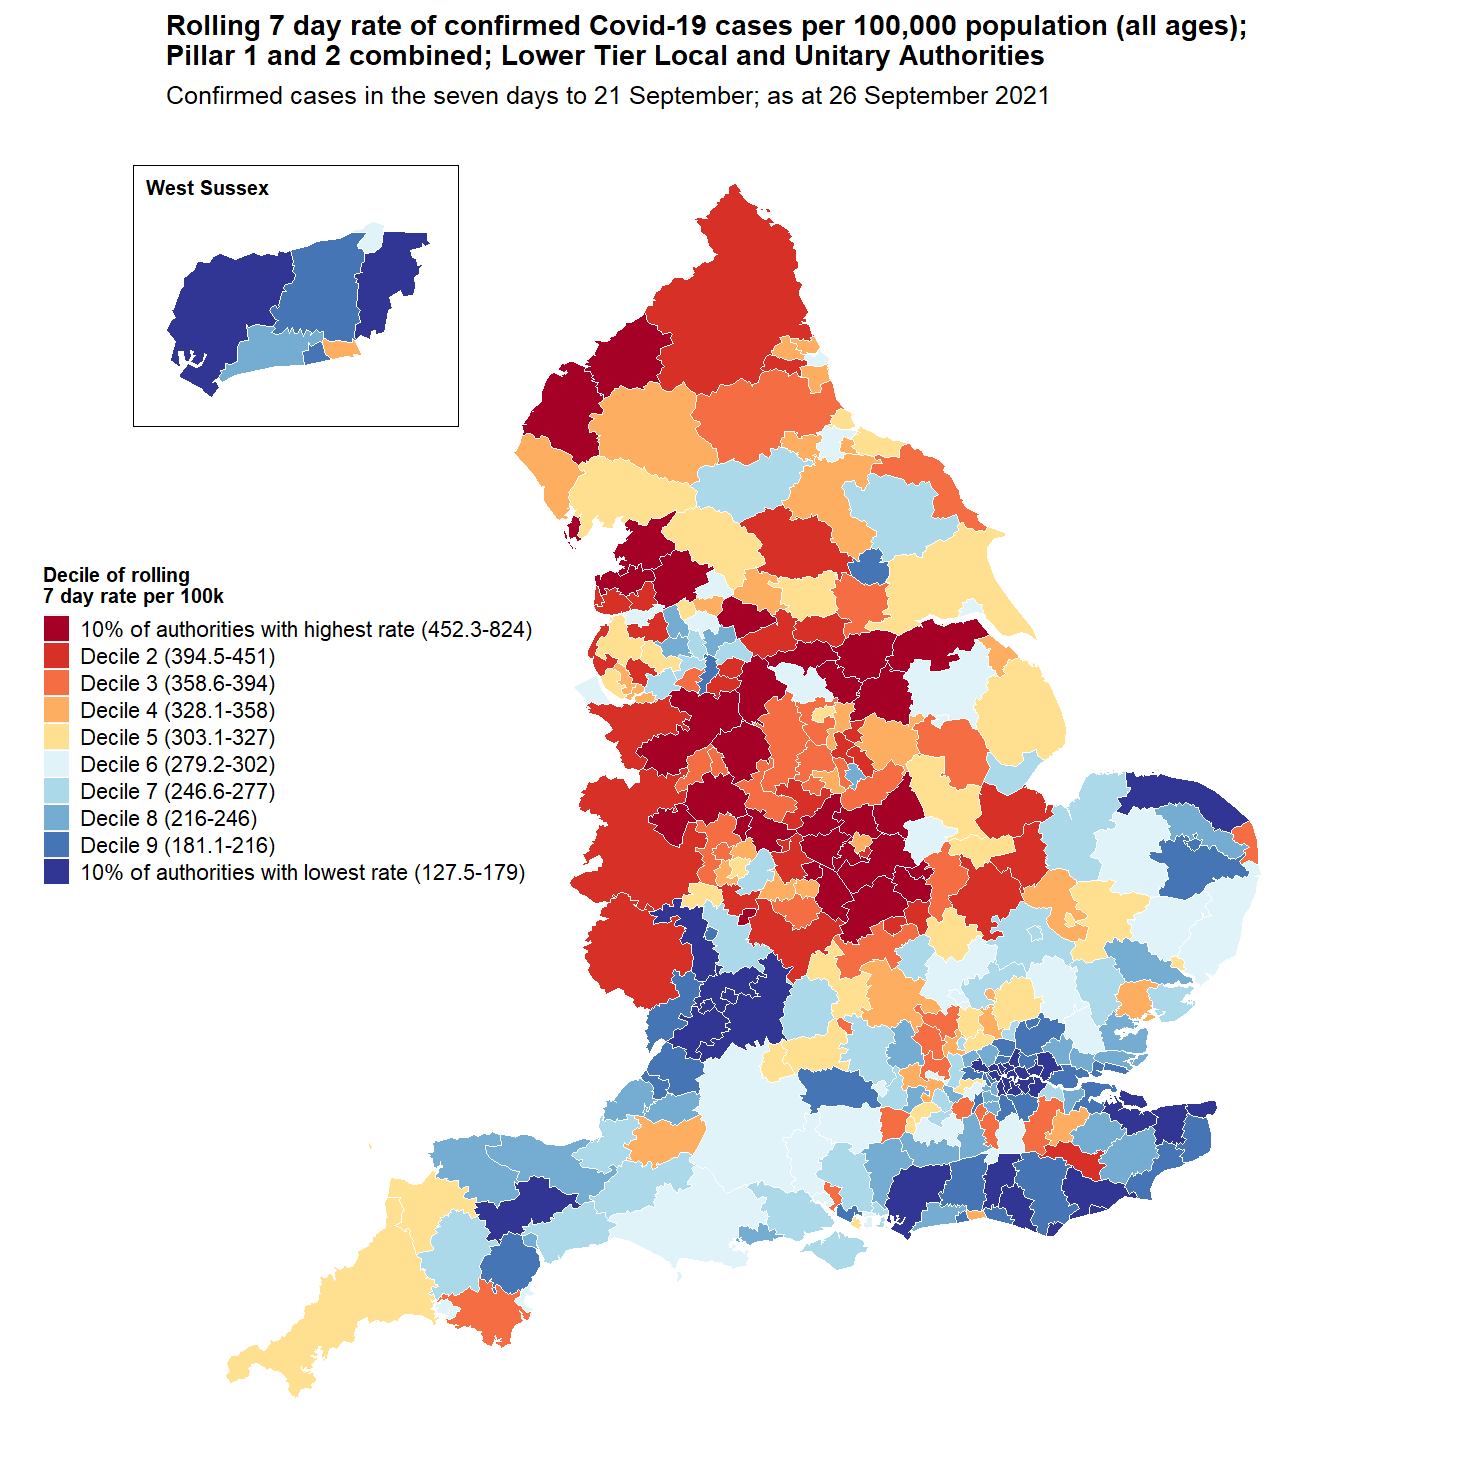 Rolling 7 day rate of confirmed Covid-19 cases per 100,000 population (all ages);
Pillar 1 and 2 combined; Lower Tier Local and Unitary Authorities
Confirmed cases in the seven days to 21 September; as at 26 September 2021
West Sussex
Decile of rolling
7 day rate per 100k
10% of authorities with highest rate (452.3-824)
Decile 2 (394.5-451)
Decile 3 (358.6-394)
Decile 4 (328.1-358)
Decile 5 (303.1-327)
Decile 6 (279.2-302)
Decile 7 (246.6-277)
Decile 8 (216-246)
Decile 9 (181.1-216)
10% of authorities with lowest rate (127.5-179)